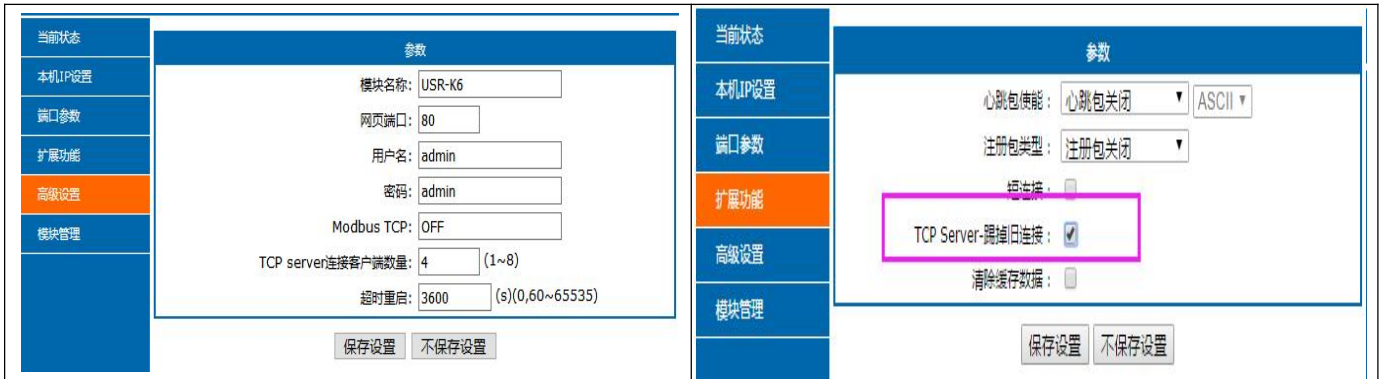 当前状态
本机IP设置
端口参数
扩展功能
高级设置
模块管理
参数
模块名称: USR-K6
网页端口: 80
用户名: admin
密码: admin
Modbus TCP: OFF
TCP server连接客户端数量: 4 (1~8)
超时重启: 3600 (s)(0,60~65535)
保存设置 不保存设置
当前状态
本机IP设置
端口参数
扩展功能
高级设置
模块管理
参数
心跳包使能: 心跳包关闭 ASCII
注册包类型: 注册包关闭
短连接:
TCP Server-踢掉旧连接:
清除缓存数据:
保存设置 不保存设置